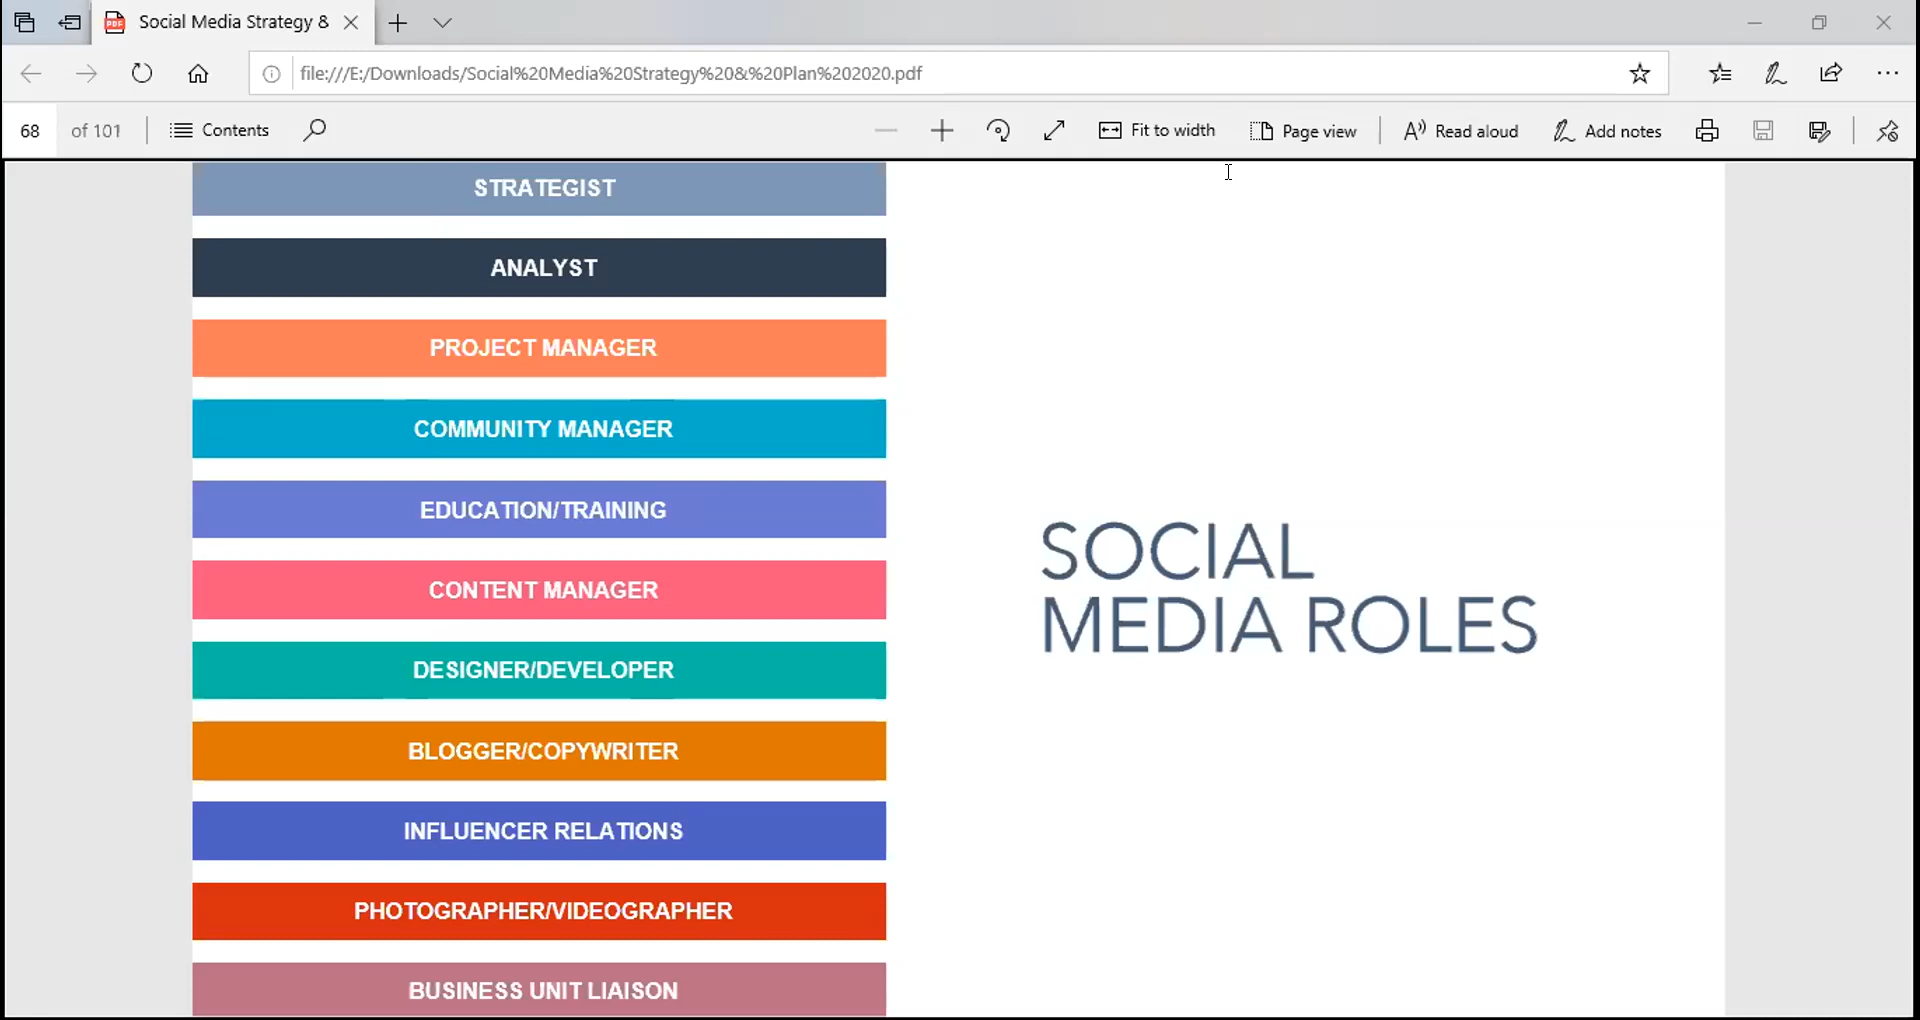 Social Media Strategy &
file:///E:/Downloads/Social%20Media%20Strategy%20&%20Plan%202020.pdf
68 of 101 Contents Fit to width Page view Read aloud Add notes
STRATEGIST
ANALYST
PROJECT MANAGER
COMMUNITY MANAGER
EDUCATION/TRAINING
CONTENT MANAGER
DESIGNER/DEVELOPER
BLOGGER/COPYWRITER
INFLUENCER RELATIONS
PHOTOGRAPHER/VIDEOGRAPHER
BUSINESS UNIT LIAISON
SOCIAL
MEDIA ROLES